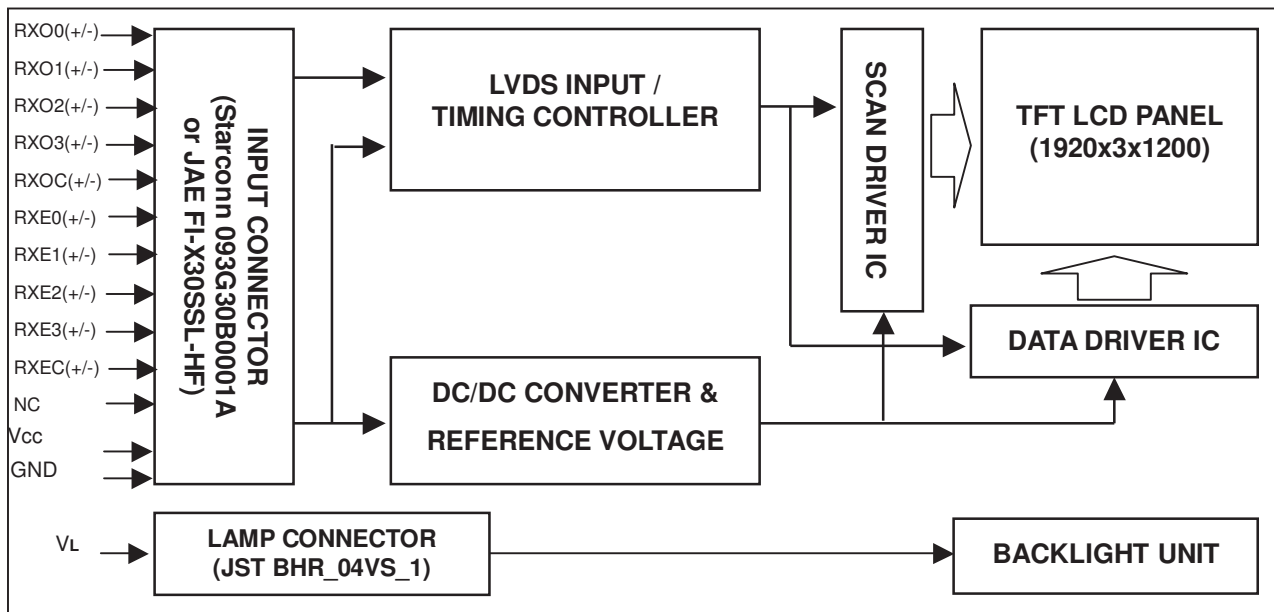 RXO0(+/-)
RXO1(+/-)
RXO2(+/-)
RXO3(+/-)
RXOC(+/-)
RXE0(+/-)
RXE1(+/-)
RXE2(+/-)
RXE3(+/-)
RXEC(+/-)
NC
Vcc
GND
INPUT CONNECTOR
(Starconn 093G30B0001A
or JAE FI-X30SSL-HF)
LVDS INPUT /
TIMING CONTROLLER
SCAN DRIVER IC
TFT LCD PANEL
(1920x3x1200)
DATA DRIVER IC
DC/DC CONVERTER &
REFERENCE VOLTAGE
VL
LAMP CONNECTOR
(JST BHR_04VS_1)
BACKLIGHT UNIT